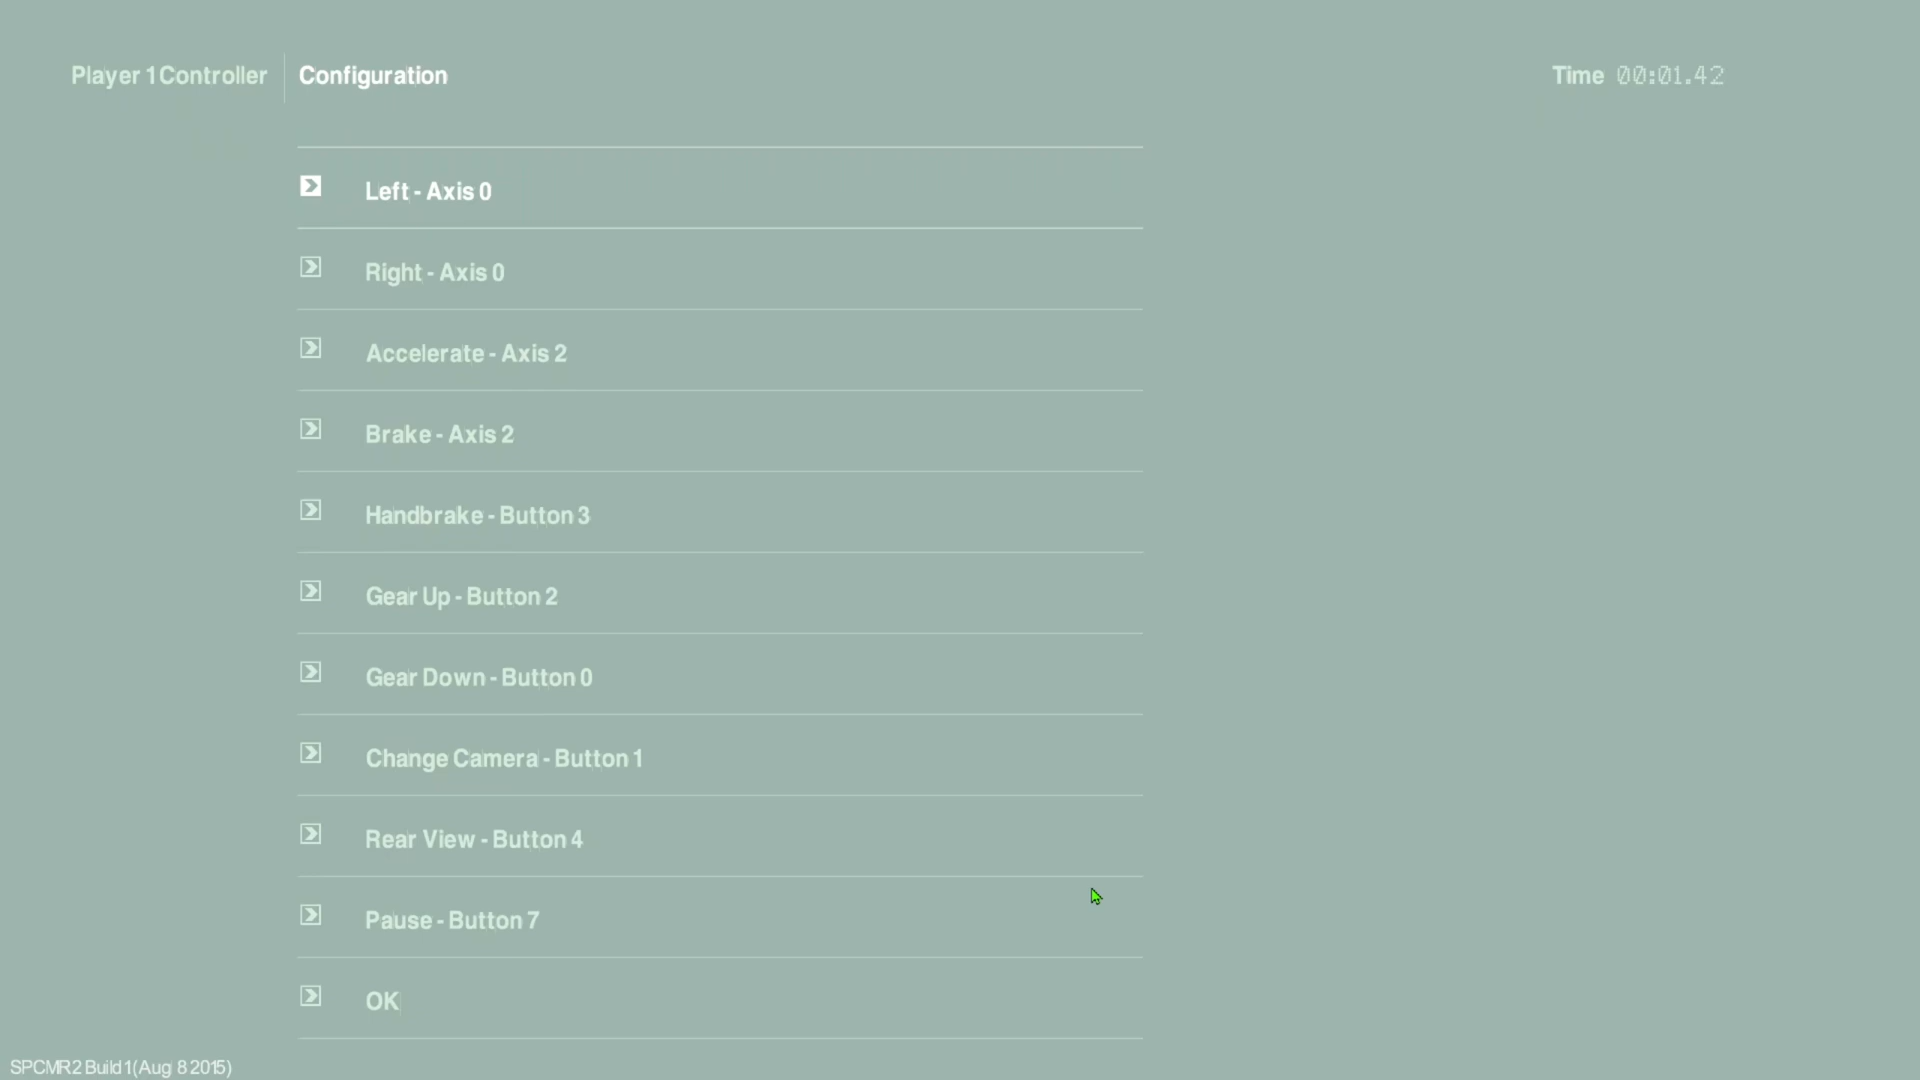 Player 1 Controller
Configuration
Time 00:01.42
Left - Axis 0
Right - Axis 0
Accelerate - Axis 2
Brake - Axis 2
Handbrake - Button 3
Gear Up - Button 2
Gear Down - Button 0
Change Camera - Button 1
Rear View - Button 4
Pause - Button 7
OK
SPCMR2 Build 1 (Aug 8 2015)